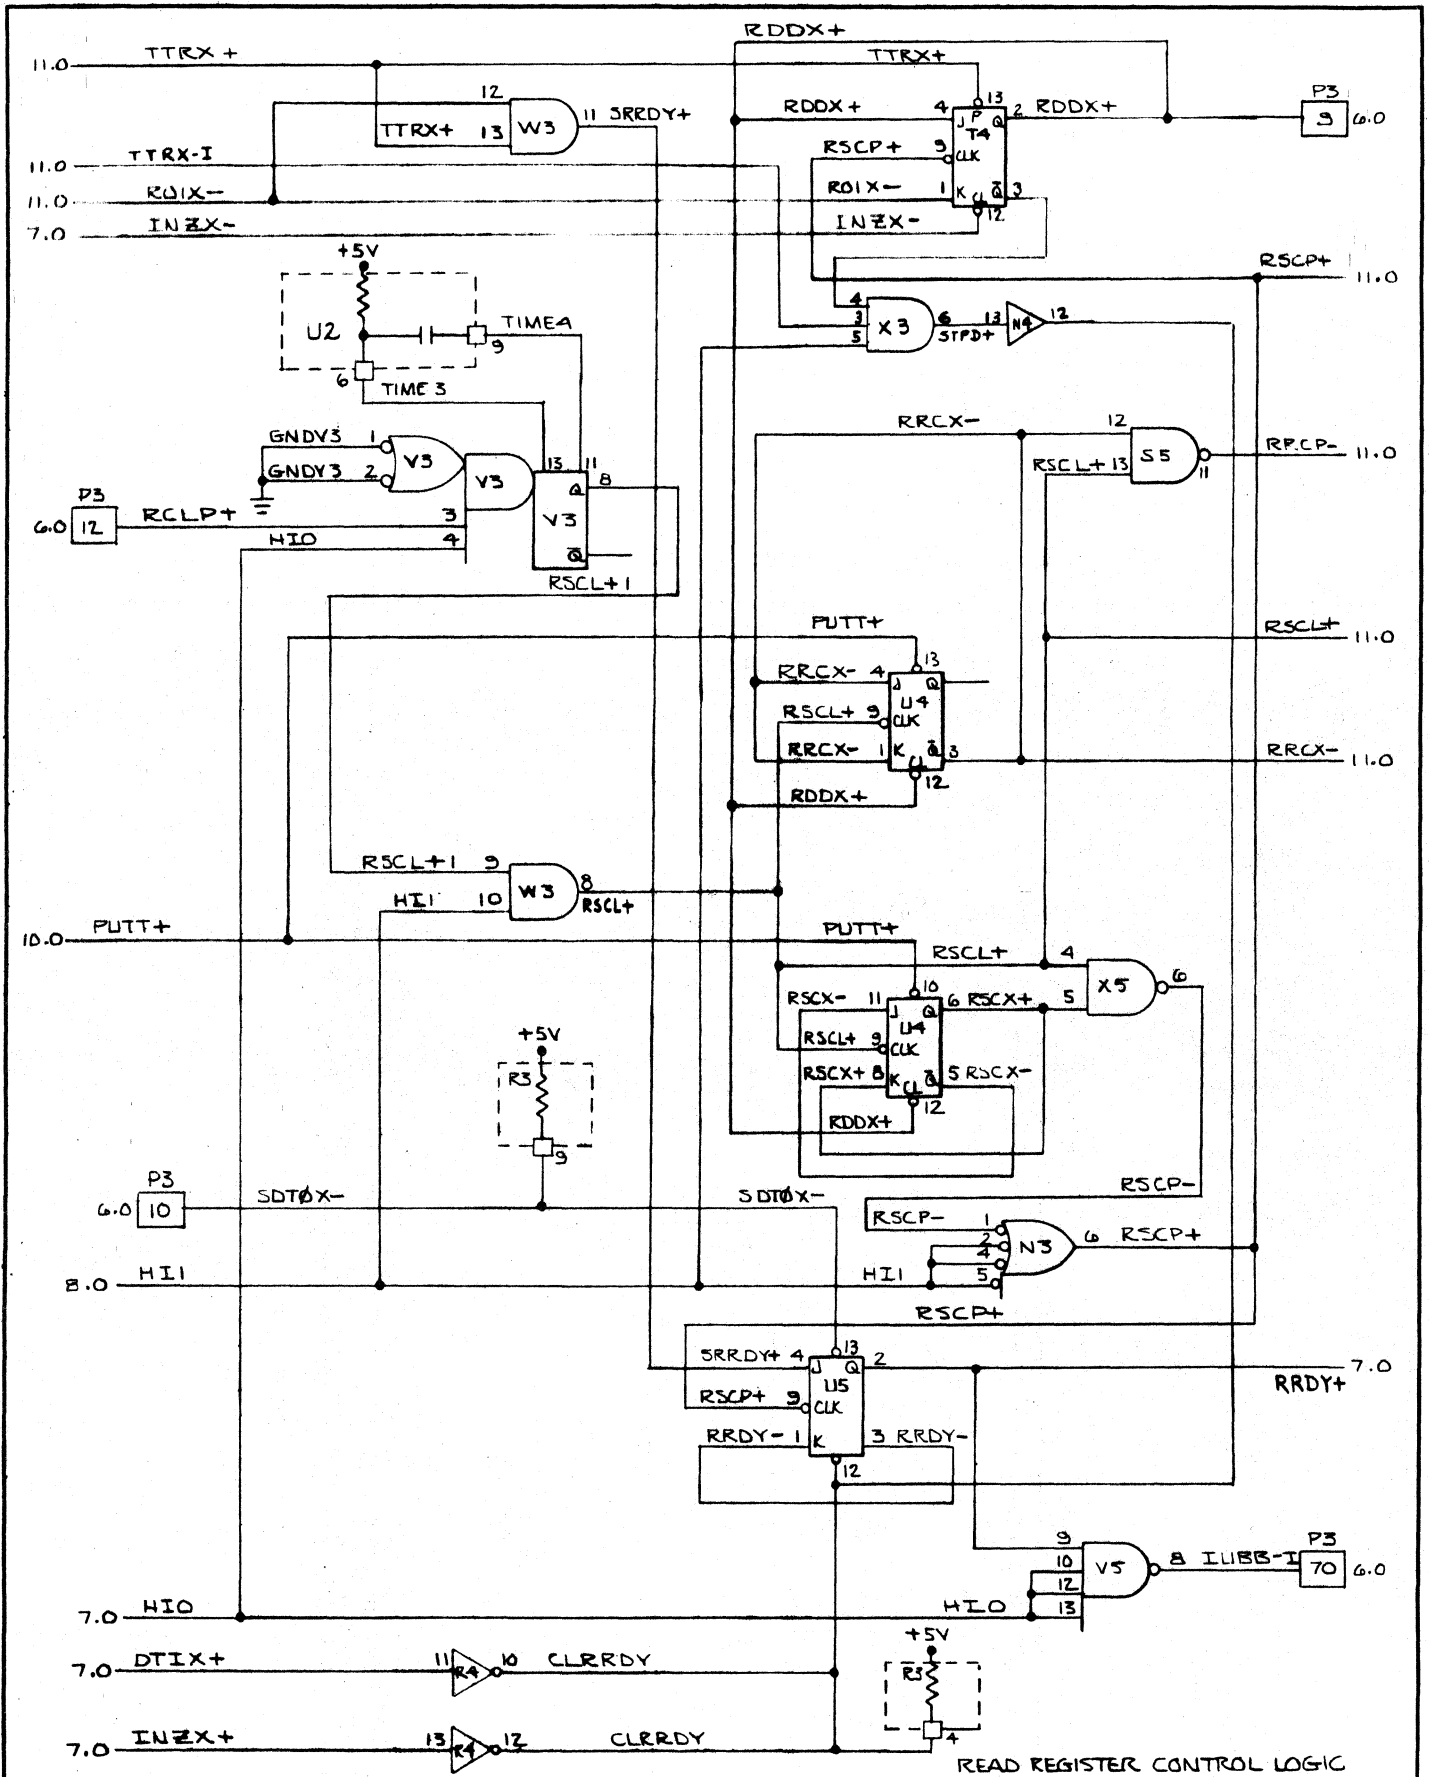 RDDX+
11.0 TTRX+ TTRX+
12 11 SRRDY+ RDDX+ 4 13 2 RDDX+ P3
W3 J P Q 9 6.0
TTRX+ 13 T4
11.0 TTRX-I RSCP+ 9 CLK
11.0 ROIX- ROIX- 1 K CL Q 3
7.0 INZX- INZX- 12
+5V
RSCP+ 11.0
U2 TIME4 4
9 3 X3 6 13 N4 12
5 STPD+
6 TIME 3
RRCX- 12
GNDV3 1 V3 S5 RRCP- 11.0
GNDV3 2 V3 13 11 RSCL+ 13 11
P3 Q 8
6.0 12 RCLP+ 3 V3
HIO 4 Q
RSCL+1
PUTT+ RSCL+ 11.0
13
RRCX- 4 J Q
U4
RSCL+ 9 CLK
RRCX- 1 K CL Q 3 RRCX- 11.0
12
RDDX+
RSCL+1 9
W3 8
HI1 10 RSCL+
10.0 PUTT+ PUTT+
RSCL+ 4
X5 6
10
RSCX- 11 J Q 6 RSCX+ 5
U4
+5V RSCL+ 9 CLK
R3 RSCX+ 8 K CL Q 5 RSCX-
12
RDDX+
9
P3 RSCP-
6.0 10 SDTØX- SDTØX-
RSCP- 1
2 N3 6 RSCP+
4
8.0 HI1 HI1 5
RSCP+
13
SRRDY+ 4 J Q 2 7.0
U5 RRDY+
RSCP+ 9 CLK
RRDY- 1 K 3 RRDY-
12
9 P3
10 V5 8 IUBB-I 70 6.0
12
7.0 HIO HIO 13
+5V
7.0 DTIX+ 11 R4 10 CLRRDY
R3
7.0 INZX+ 13 R4 12 CLRRDY 4
READ REGISTER CONTROL LOGIC